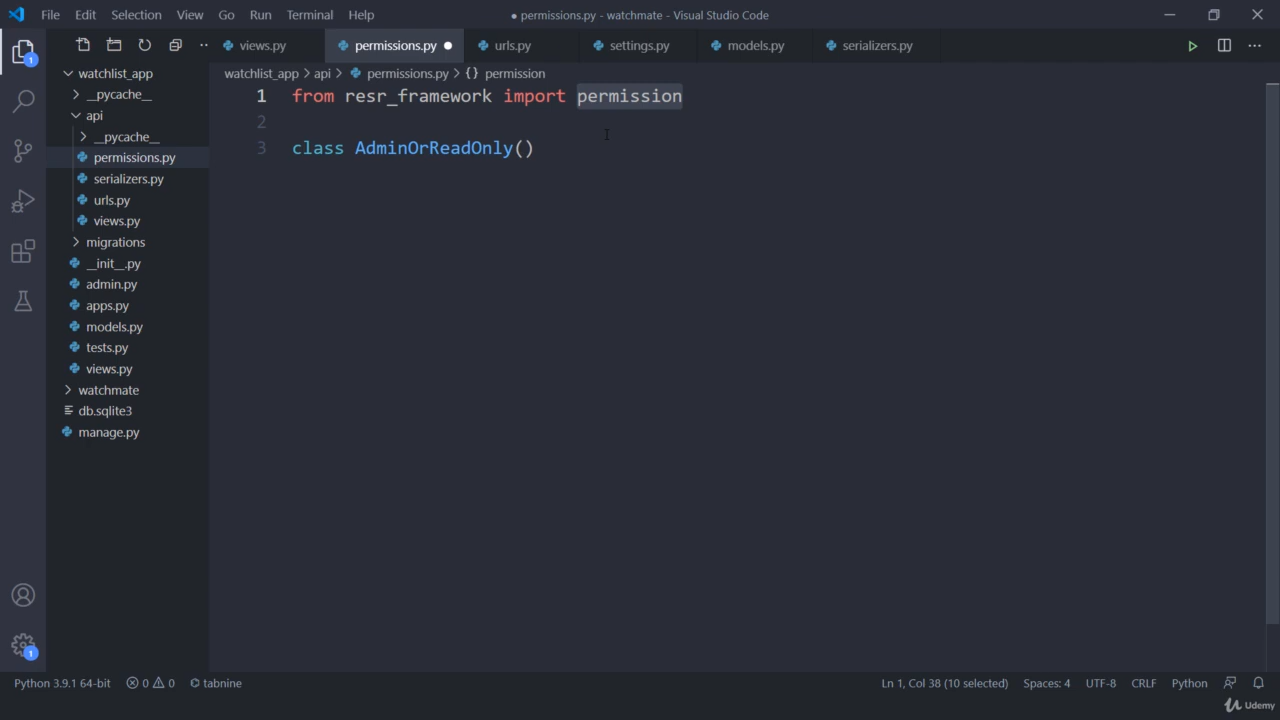 File Edit Selection View Go Run Terminal Help
● permissions.py - watchmate - Visual Studio Code
views.py permissions.py ● urls.py settings.py models.py serializers.py
watchlist_app > api > permissions.py > {} permission
watchlist_app
__pycache__
api
__pycache__
permissions.py
serializers.py
urls.py
views.py
migrations
__init__.py
admin.py
apps.py
models.py
tests.py
views.py
watchmate
db.sqlite3
manage.py
1 from resr_framework import permission
2
3 class AdminOrReadOnly()
1
1
Python 3.9.1 64-bit 0 0 tabnine
Ln 1, Col 38 (10 selected) Spaces: 4 UTF-8 CRLF Python
Udemy